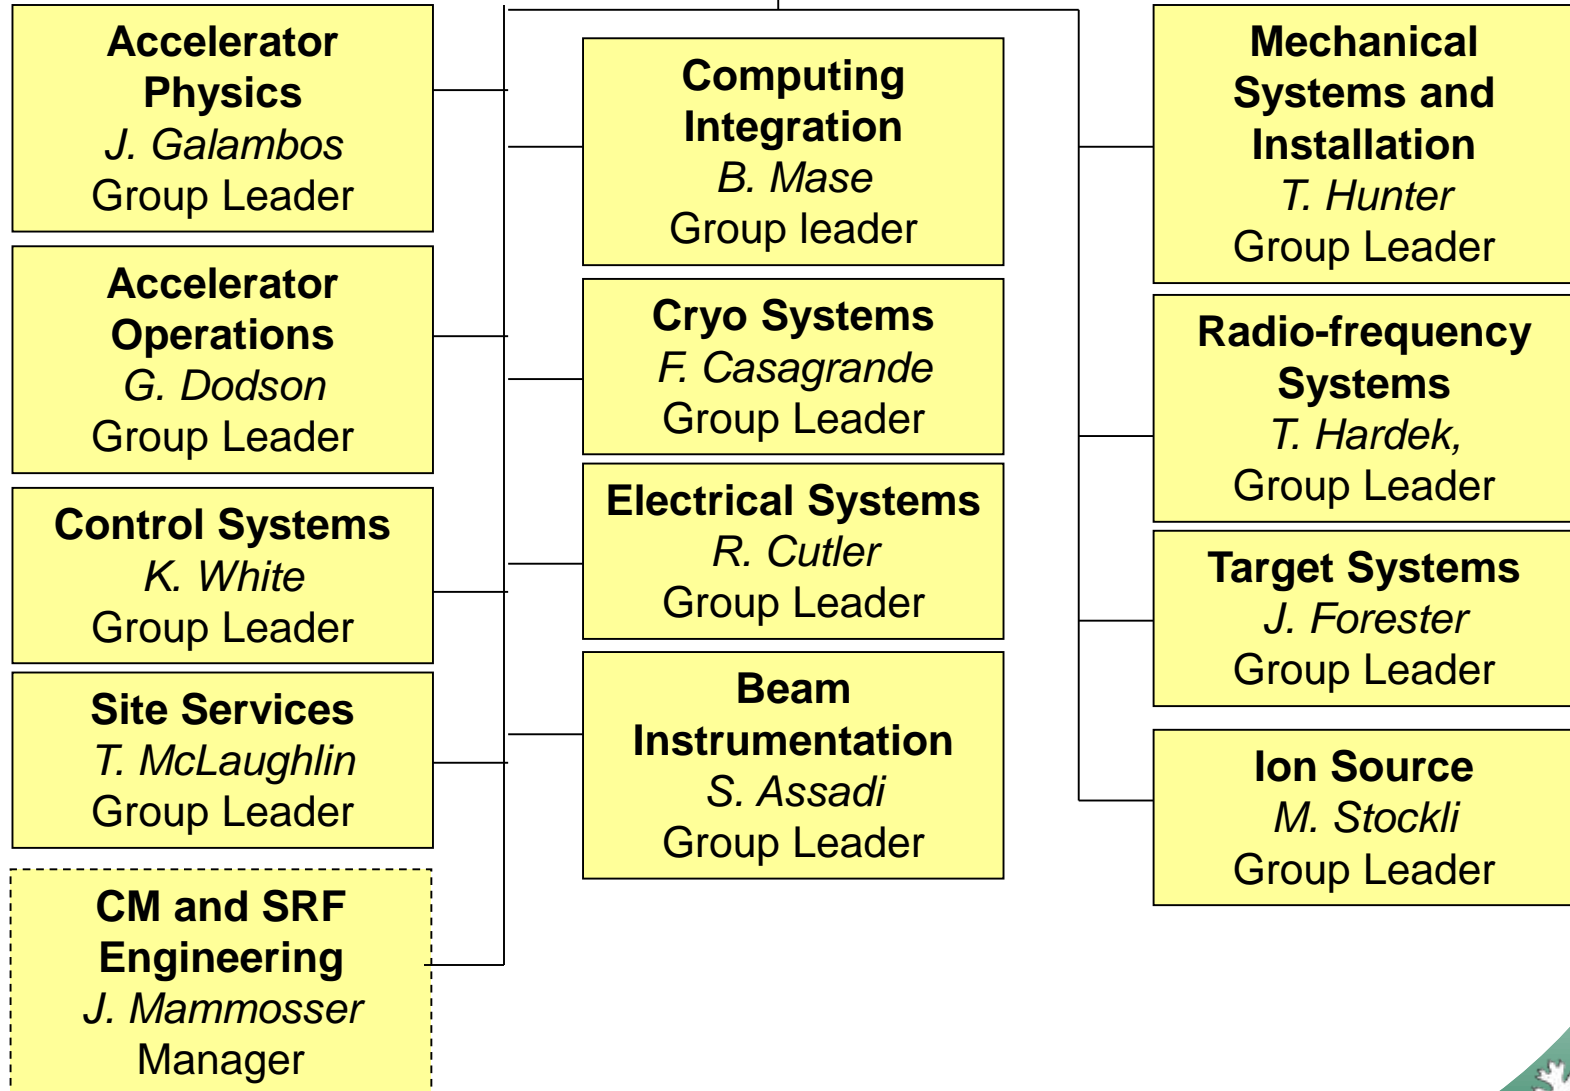 Accelerator
Physics
J. Galambos
Group Leader
Accelerator
Operations
G. Dodson
Group Leader
Control Systems
K. White
Group Leader
Site Services
T. McLaughlin
Group Leader
CM and SRF
Engineering
J. Mammosser
Manager
Computing
Integration
B. Mase
Group leader
Cryo Systems
F. Casagrande
Group Leader
Electrical Systems
R. Cutler
Group Leader
Beam
Instrumentation
S. Assadi
Group Leader
Mechanical
Systems and
Installation
T. Hunter
Group Leader
Radio-frequency
Systems
T. Hardek,
Group Leader
Target Systems
J. Forester
Group Leader
Ion Source
M. Stockli
Group Leader